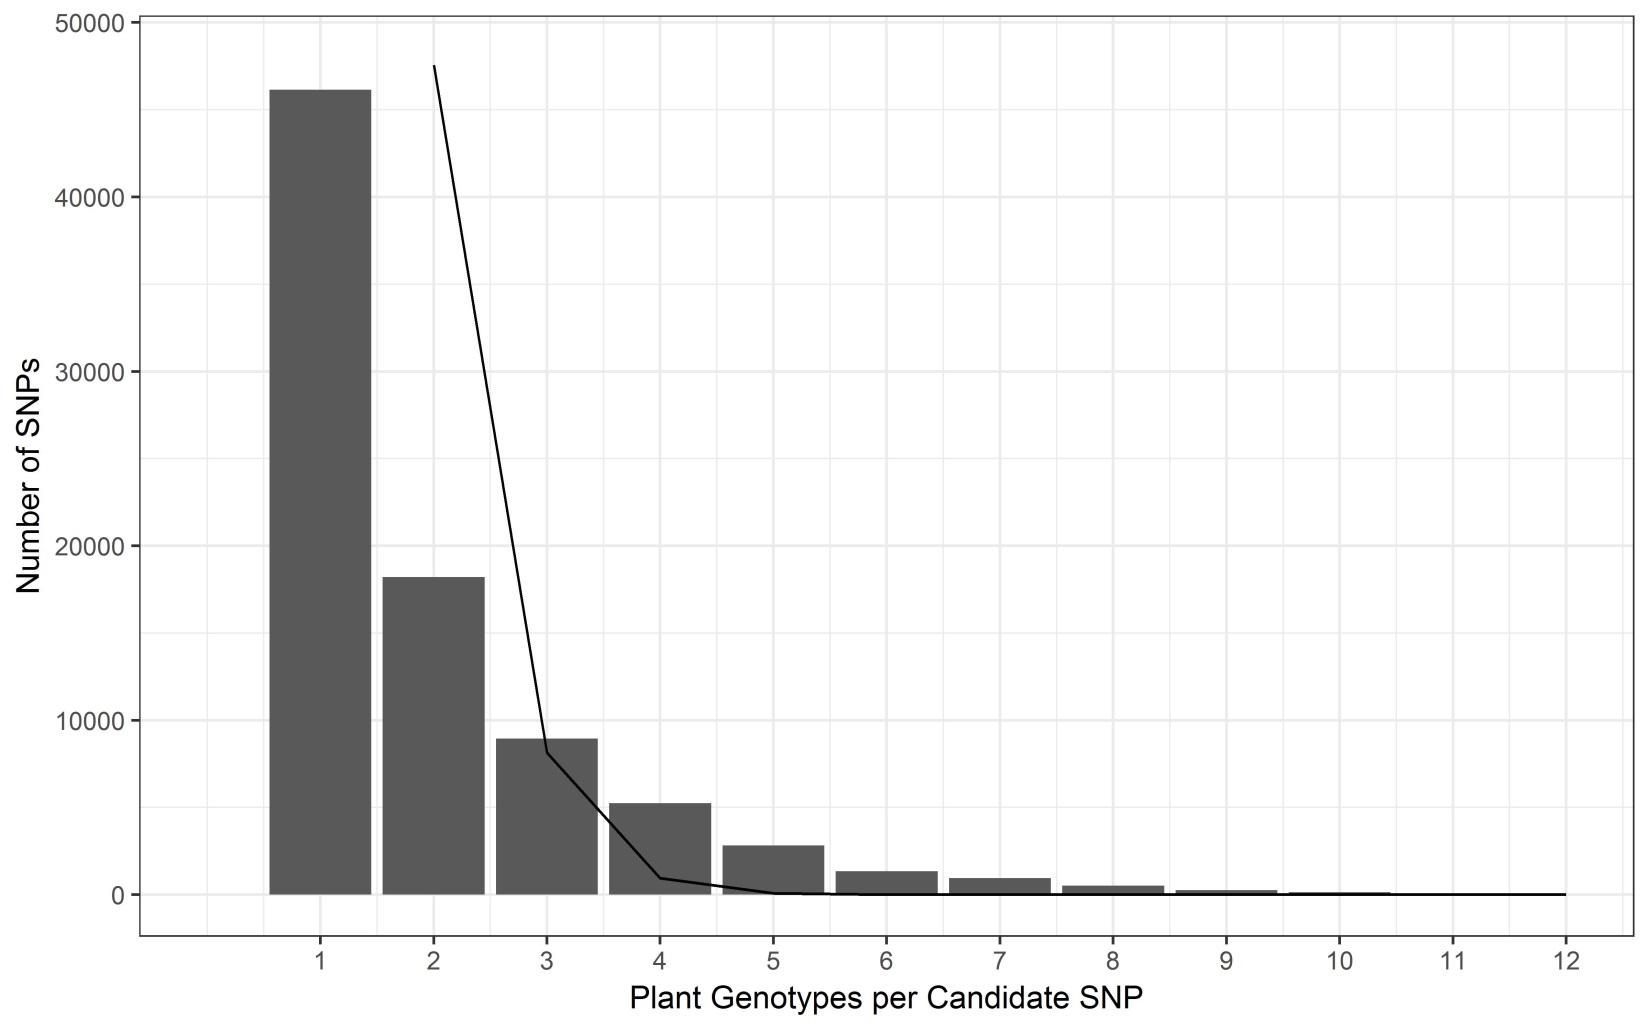 Number of SNPs
50000
40000
30000
20000
10000
0
1 2 3 4 5 6 7 8 9 10 11 12
Plant Genotypes per Candidate SNP